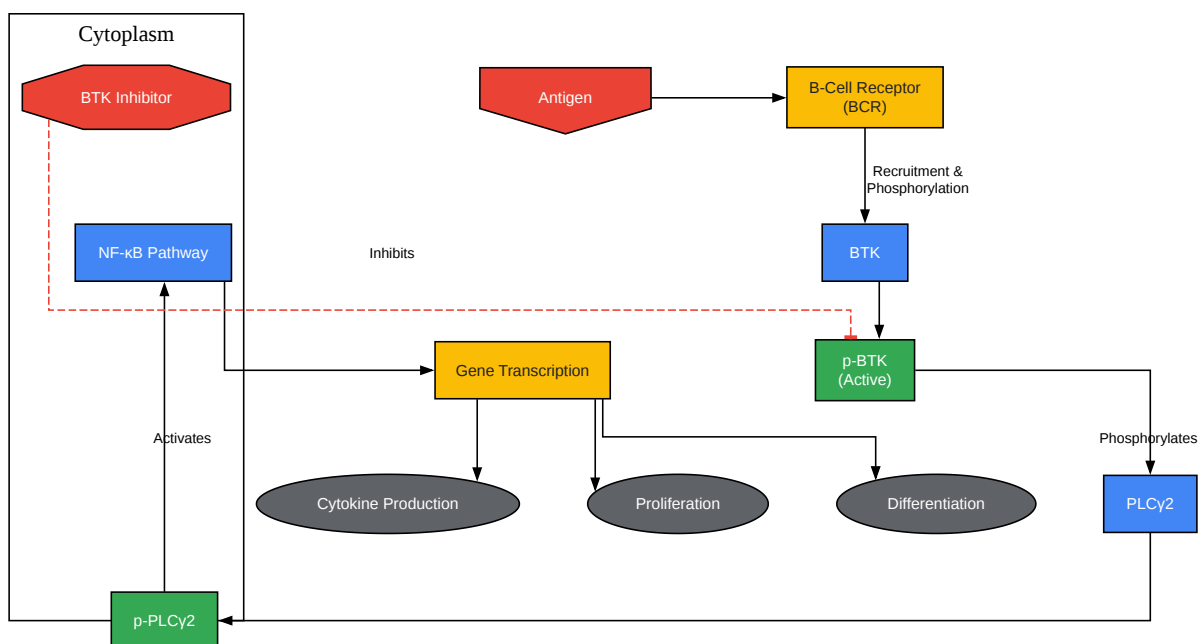 Cytoplasm
BTK Inhibitor
Antigen
B-Cell Receptor
(BCR)
Recruitment &
Phosphorylation
NF-κB Pathway
Inhibits
BTK
Gene Transcription
p-BTK
(Active)
Activates
Phosphorylates
Cytokine Production
Proliferation
Differentiation
PLCγ2
p-PLCγ2